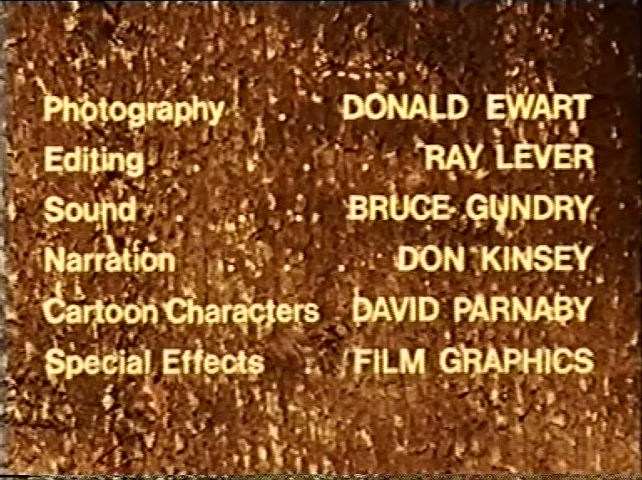 Photography . DONALD EWART
Editing . . . RAY LEVER
Sound . . . BRUCE GUNDRY
Narration . . . DON KINSEY
Cartoon Characters DAVID PARNABY
Special Effects . FILM GRAPHICS